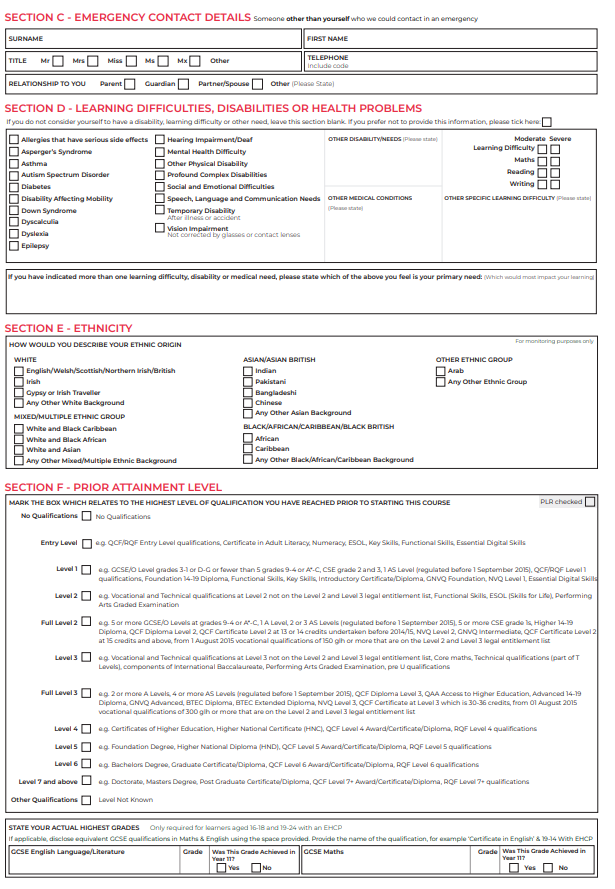 SECTION C - EMERGENCY CONTACT DETAILS Someone other than yourself who we could contact in an emergency
SURNAME FIRST NAME
TITLE Mr Mrs Miss Ms Mx Other TELEPHONE
Include code
RELATIONSHIP TO YOU Parent Guardian Partner/Spouse Other (Please State)
SECTION D - LEARNING DIFFICULTIES, DISABILITIES OR HEALTH PROBLEMS
If you do not consider yourself to have a disability, learning difficulty or other need, leave this section blank. If you prefer not to provide this information, please tick here:
Allergies that have serious side effects
Asperger's Syndrome
Asthma
Autism Spectrum Disorder
Diabetes
Disability Affecting Mobility
Down Syndrome
Dyscalculia
Dyslexia
Epilepsy
Hearing Impairment/Deaf
Mental Health Difficulty
Other Physical Disability
Profound Complex Disabilities
Social and Emotional Difficulties
Speech, Language and Communication Needs
Temporary Disability
After illness or accident
Vision Impairment
Not corrected by glasses or contact lenses
OTHER DISABILITY/NEEDS (Please state)
OTHER MEDICAL CONDITIONS
(Please state)
Moderate Severe
Learning Difficulty
Maths
Reading
Writing
OTHER SPECIFIC LEARNING DIFFICULTY (Please state)
If you have indicated more than one learning difficulty, disability or medical need, please state which of the above you feel is your primary need: (Which would most impact your learning)
SECTION E - ETHNICITY
HOW WOULD YOU DESCRIBE YOUR ETHNIC ORIGIN For monitoring purposes only
WHITE
English/Welsh/Scottish/Northern Irish/British
Irish
Gypsy or Irish Traveller
Any Other White Background
MIXED/MULTIPLE ETHNIC GROUP
White and Black Caribbean
White and Black African
White and Asian
Any Other Mixed/Multiple Ethnic Background
ASIAN/ASIAN BRITISH
Indian
Pakistani
Bangladeshi
Chinese
Any Other Asian Background
BLACK/AFRICAN/CARIBBEAN/BLACK BRITISH
African
Caribbean
Any Other Black/African/Caribbean Background
OTHER ETHNIC GROUP
Arab
Any Other Ethnic Group
SECTION F - PRIOR ATTAINMENT LEVEL
MARK THE BOX WHICH RELATES TO THE HIGHEST LEVEL OF QUALIFICATION YOU HAVE REACHED PRIOR TO STARTING THIS COURSE PLR checked
No Qualifications No Qualifications
Entry Level e.g. QCF/RQF Entry Level qualifications, Certificate in Adult Literacy, Numeracy, ESOL, Key Skills, Functional Skills, Essential Digital Skills
Level 1 e.g. GCSE/O Level grades 3-1 or D-G or fewer than 5 grades 9-4 or A*-C, CSE grade 2 and 3, 1 AS Level (regulated before 1 September 2015), QCF/RQF Level 1
qualifications, Foundation 14-19 Diploma, Functional Skills, Key Skills, Introductory Certificate/Diploma, GNVQ Foundation, NVQ Level 1, Essential Digital Skills
Level 2 e.g. Vocational and Technical qualifications at Level 2 not on the Level 2 and Level 3 legal entitlement list, Functional Skills, ESOL (Skills for Life), Performing
Arts Graded Examination
Full Level 2 e.g. 5 or more GCSE/O Levels at grades 9-4 or A*-C, 1 A Level, 2 or 3 AS Levels (regulated before 1 September 2015), 5 or more CSE grade 1s, Higher 14-19
Diploma, QCF Diploma Level 2, QCF Certificate Level 2 at 13 or 14 credits undertaken before 2014/15, NVQ Level 2, GNVQ Intermediate, QCF Certificate Level 2
at 15 credits and above, from 1 August 2015 vocational qualifications of 150 glh or more that are on the Level 2 and Level 3 legal entitlement list
Level 3 e.g. Vocational and Technical qualifications at Level 3 not on the Level 2 and Level 3 legal entitlement list, Core maths, Technical qualifications (part of T
Levels), components of International Baccalaureate, Performing Arts Graded Examination, pre U qualifications
Full Level 3 e.g. 2 or more A Levels, 4 or more AS Levels (regulated before 1 September 2015), QCF Diploma Level 3, QAA Access to Higher Education, Advanced 14-19
Diploma, GNVQ Advanced, BTEC Diploma, BTEC Extended Diploma, NVQ Level 3, QCF Certificate at Level 3 which is 30-36 credits, from 01 August 2015
vocational qualifications of 300 glh or more that are on the Level 2 and Level 3 legal entitlement list
Level 4 e.g. Certificates of Higher Education, Higher National Certificate (HNC), QCF Level 4 Award/Certificate/Diploma, RQF Level 4 qualifications
Level 5 e.g. Foundation Degree, Higher National Diploma (HND), QCF Level 5 Award/Certificate/Diploma, RQF Level 5 qualifications
Level 6 e.g. Bachelors Degree, Graduate Certificate/Diploma, QCF Level 6 Award/Certificate/Diploma, RQF Level 6 qualifications
Level 7 and above e.g. Doctorate, Masters Degree, Post Graduate Certificate/Diploma, QCF Level 7+ Award/Certificate/Diploma, RQF Level 7+ qualifications
Other Qualifications Level Not Known
STATE YOUR ACTUAL HIGHEST GRADES Only required for learners aged 16-18 and 19-24 with an EHCP
If applicable, disclose equivalent GCSE qualifications in Maths & English using the space provided. Provide the name of the qualification, for example 'Certificate in English' & 19-14 With EHCP
GCSE English Language/Literature Grade Was This Grade Achieved in
Year 11?
Yes No
GCSE Maths Grade Was This Grade Achieved in
Year 11?
Yes No